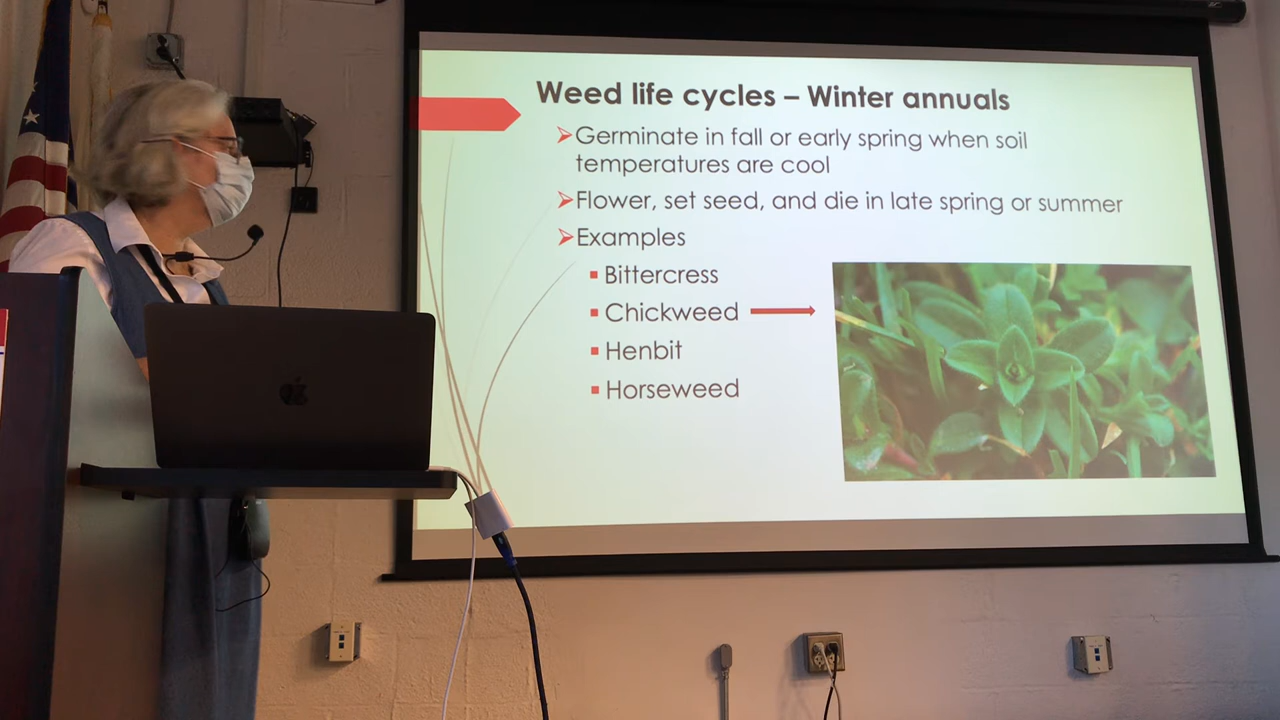 Weed life cycles – Winter annuals
Germinate in fall or early spring when soil
temperatures are cool
Flower, set seed, and die in late spring or summer
Examples
Bittercress
Chickweed
Henbit
Horseweed